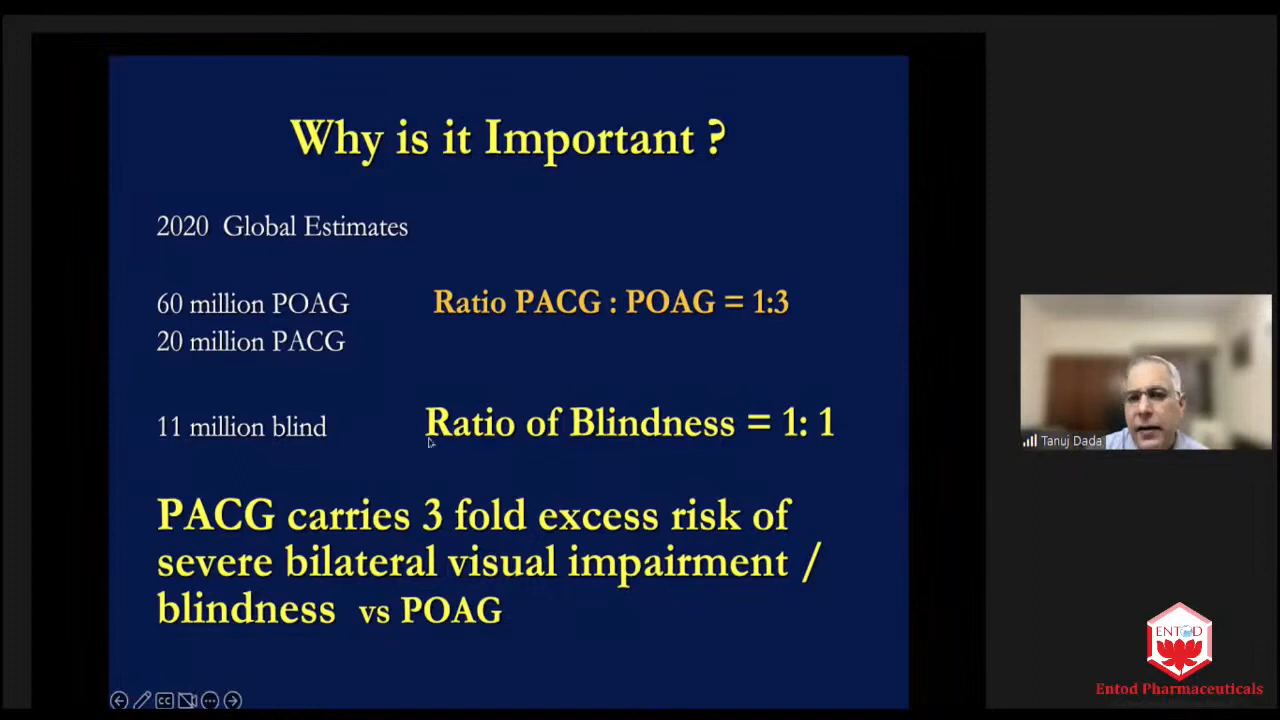 Why is it Important ?
2020 Global Estimates
60 million POAG
Ratio PACG : POAG = 1:3
20 million PACG
11 million blind
Ratio of Blindness = 1: 1
PACG carries 3 fold excess risk of
severe bilateral visual impairment /
blindness vs POAG
Tanuj Dada
CC
ENTOD
Entod Pharmaceuticals